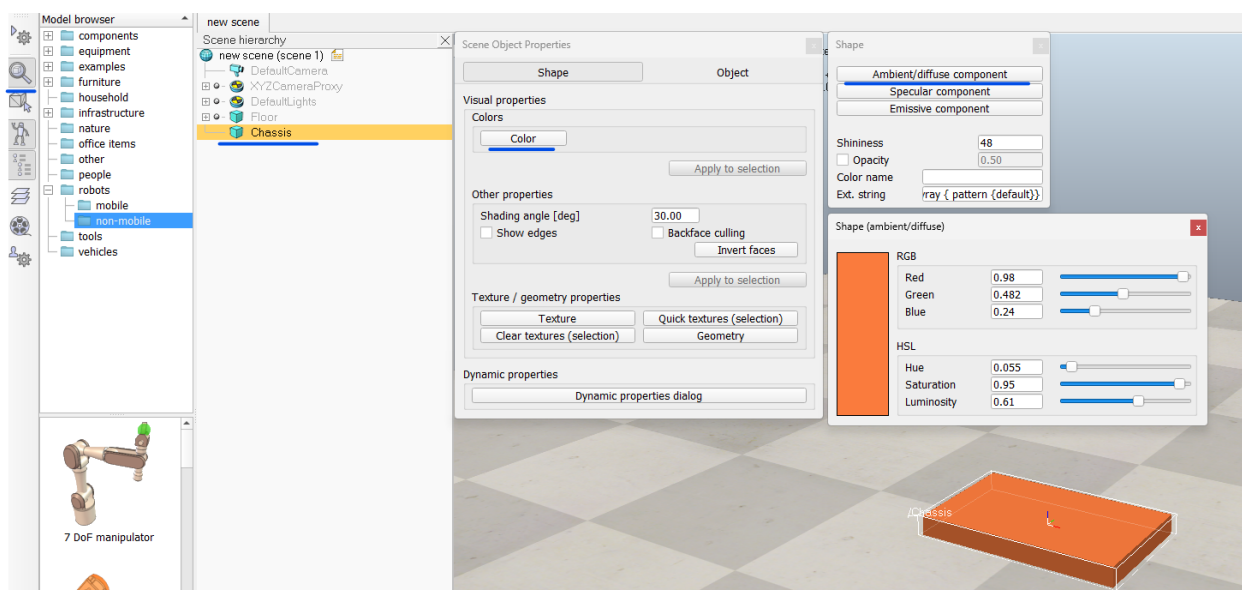 Model browser
components
equipment
examples
furniture
household
infrastructure
nature
office items
other
people
robots
mobile
non-mobile
tools
vehicles
7 DoF manipulator
new scene
Scene hierarchy
new scene (scene 1)
DefaultCamera
XYZCameraProxy
DefaultLights
Floor
Chassis
Scene Object Properties
Shape Object
Visual properties
Colors
Color
Apply to selection
Other properties
Shading angle [deg] 30.00
Show edges Backface culling
Invert faces
Apply to selection
Texture / geometry properties
Texture Quick textures (selection)
Clear textures (selection) Geometry
Dynamic properties
Dynamic properties dialog
Shape
Ambient/diffuse component
Specular component
Emissive component
Shininess 48
Opacity 0.50
Color name
Ext. string rray { pattern {default}}
Shape (ambient/diffuse)
RGB
Red 0.98
Green 0.482
Blue 0.24
HSL
Hue 0.055
Saturation 0.95
Luminosity 0.61
/Chassis